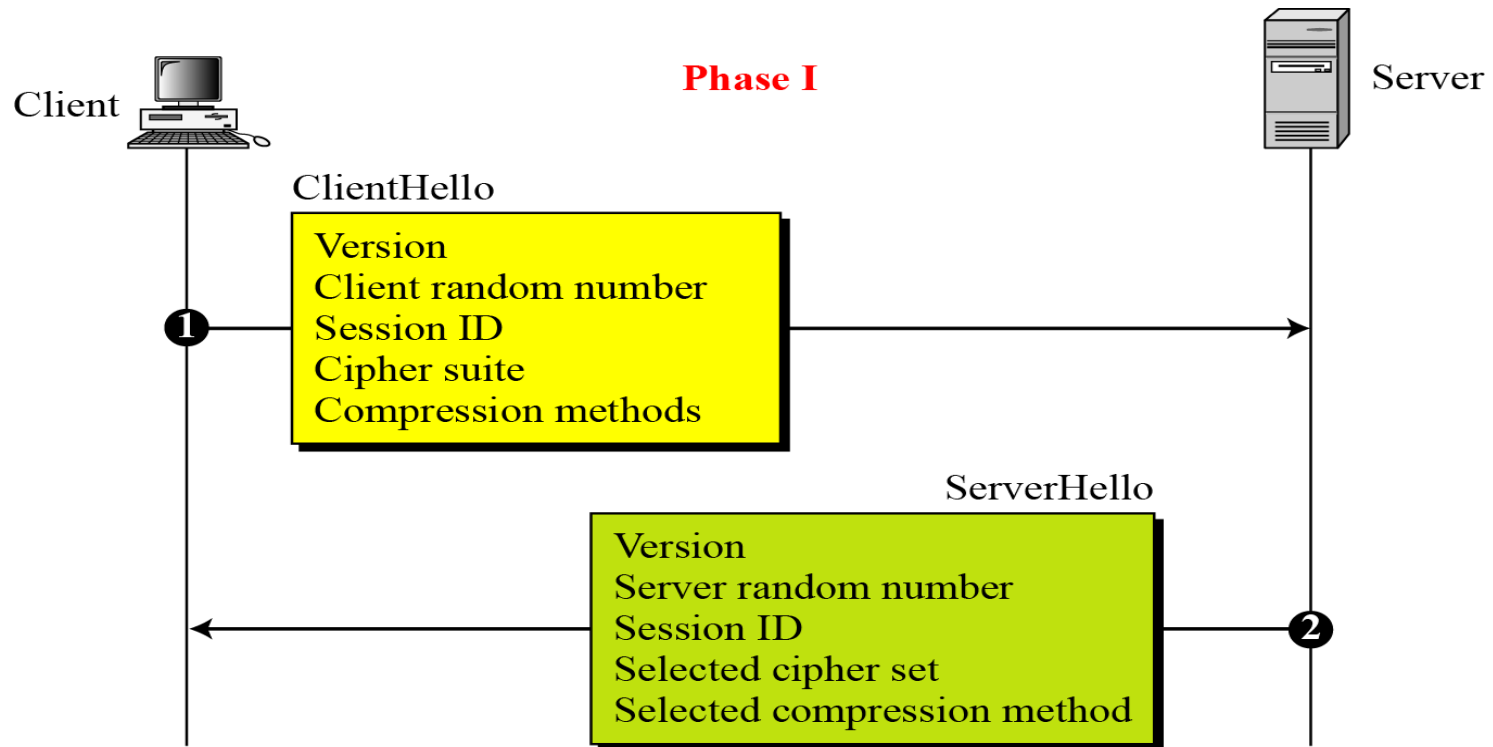 Phase I
Client
Server
ClientHello
Version
Client random number
Session ID
Cipher suite
Compression methods
1
ServerHello
Version
Server random number
Session ID
Selected cipher set
Selected compression method
2